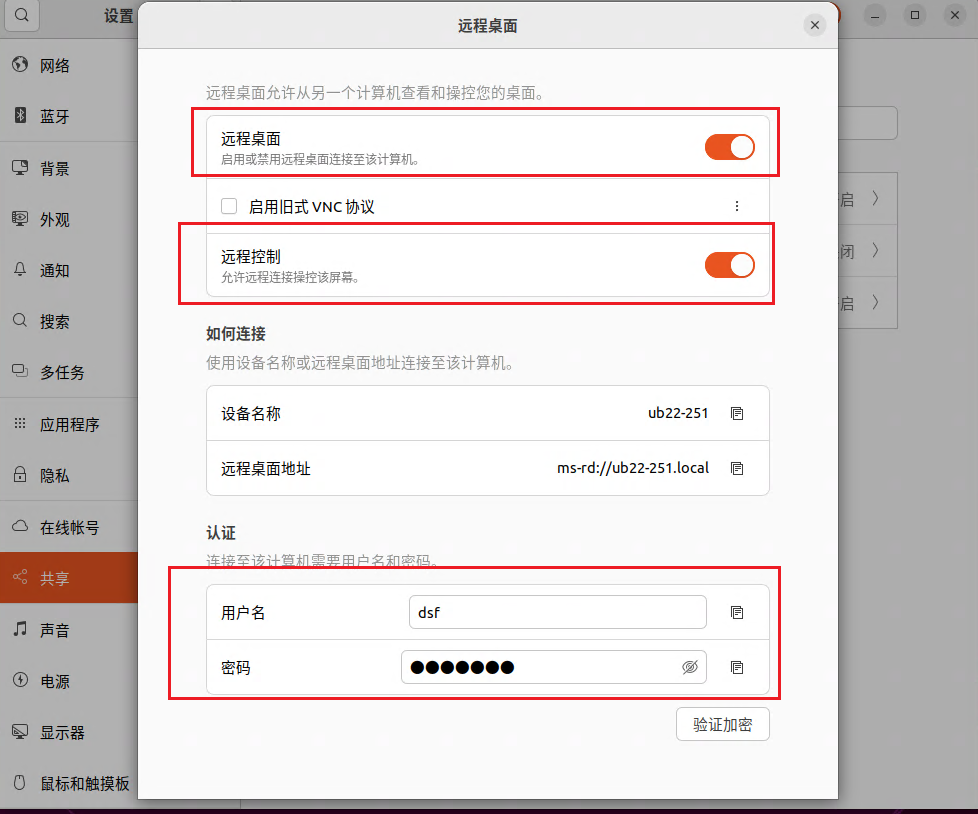 设置
远程桌面
网络
蓝牙
背景
外观
通知
搜索
多任务
应用程序
隐私
在线帐号
共享
声音
电源
显示器
鼠标和触摸板
远程桌面允许从另一个计算机查看和操控您的桌面。
远程桌面
启用或禁用远程桌面连接至该计算机。
启用旧式 VNC 协议
远程控制
允许远程连接操控该屏幕。
如何连接
使用设备名称或远程桌面地址连接至该计算机。
设备名称 ub22-251
远程桌面地址 ms-rd://ub22-251.local
认证
连接至该计算机需要用户名和密码。
用户名 dsf
密码 ●●●●●●●
验证加密
启
闭
启